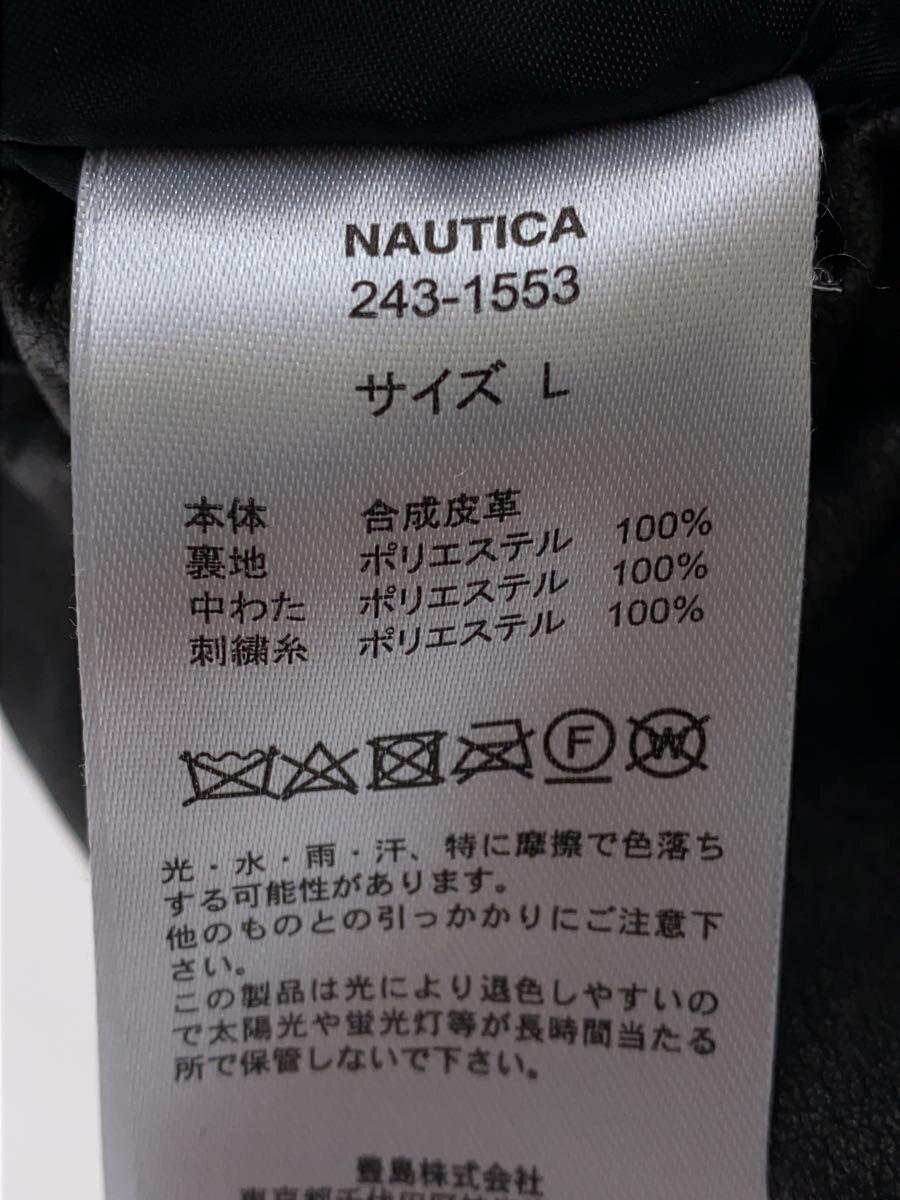 NAUTICA
243-1553
サイズ L
本体 合成皮革
裏地 ポリエステル 100%
中わた ポリエステル 100%
刺繍糸 ポリエステル 100%
F W
光・水・雨・汗、特に摩擦で色落ち
する可能性があります。
他のものとの引っかかりにご注意下
さい。
この製品は光により退色しやすいの
で太陽光や蛍光灯等が長時間当たる
所で保管しないで下さい。
豊島株式会社